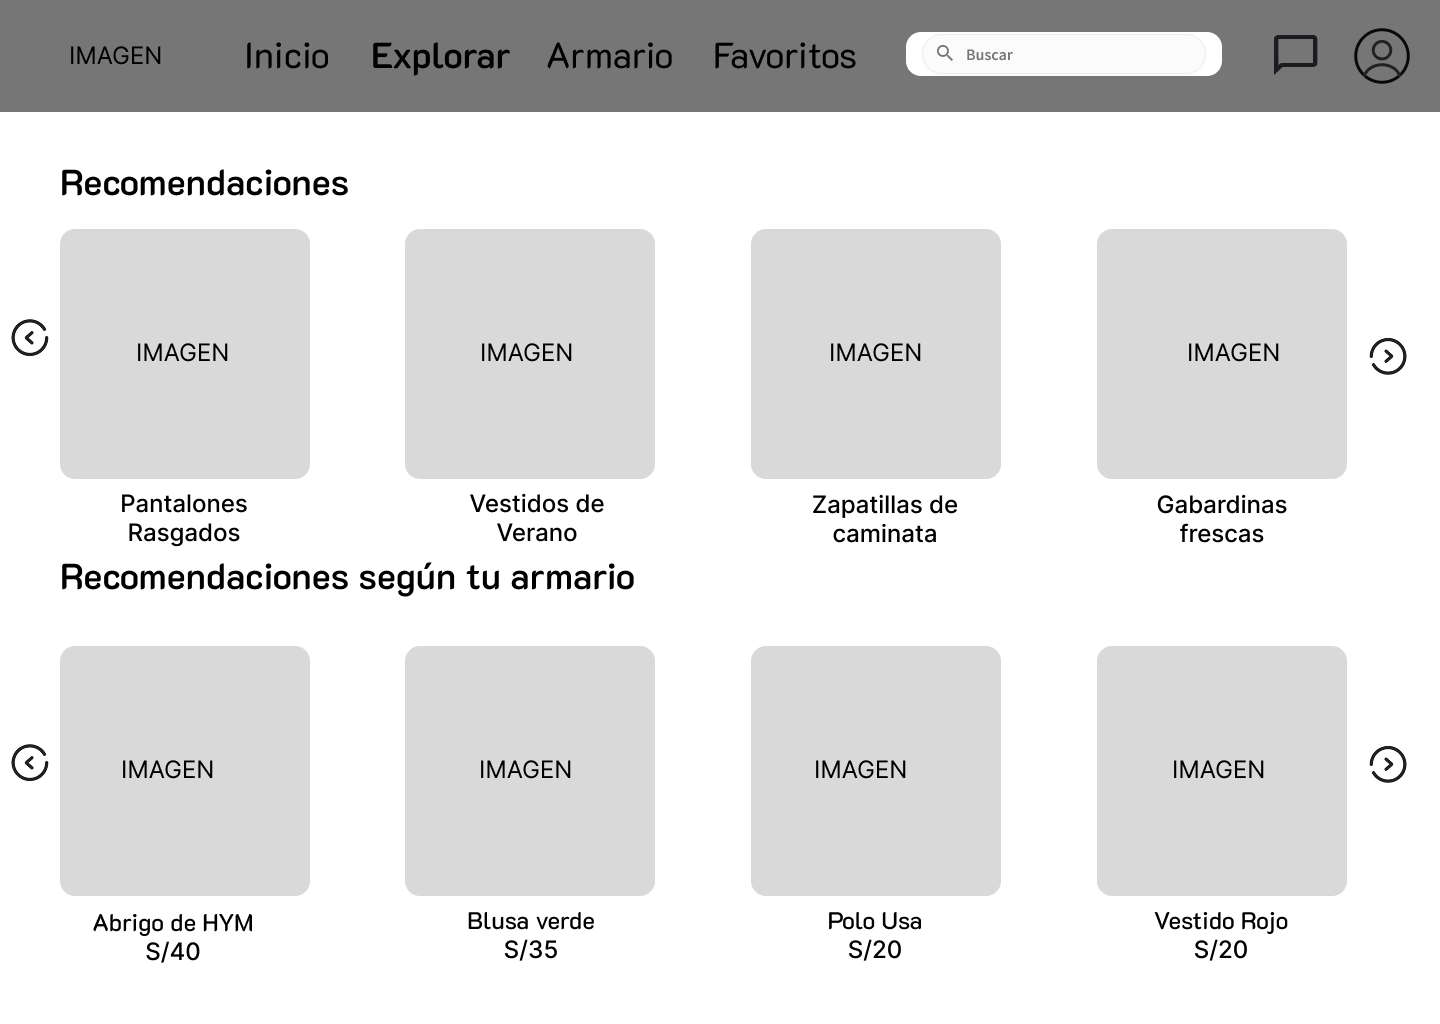 IMAGEN Inicio Explorar Armario Favoritos Buscar
Recomendaciones
IMAGEN IMAGEN IMAGEN IMAGEN
Pantalones Vestidos de Zapatillas de Gabardinas
Rasgados Verano caminata frescas
Recomendaciones según tu armario
IMAGEN IMAGEN IMAGEN IMAGEN
Abrigo de HYM Blusa verde Polo Usa Vestido Rojo
S/40 S/35 S/20 S/20